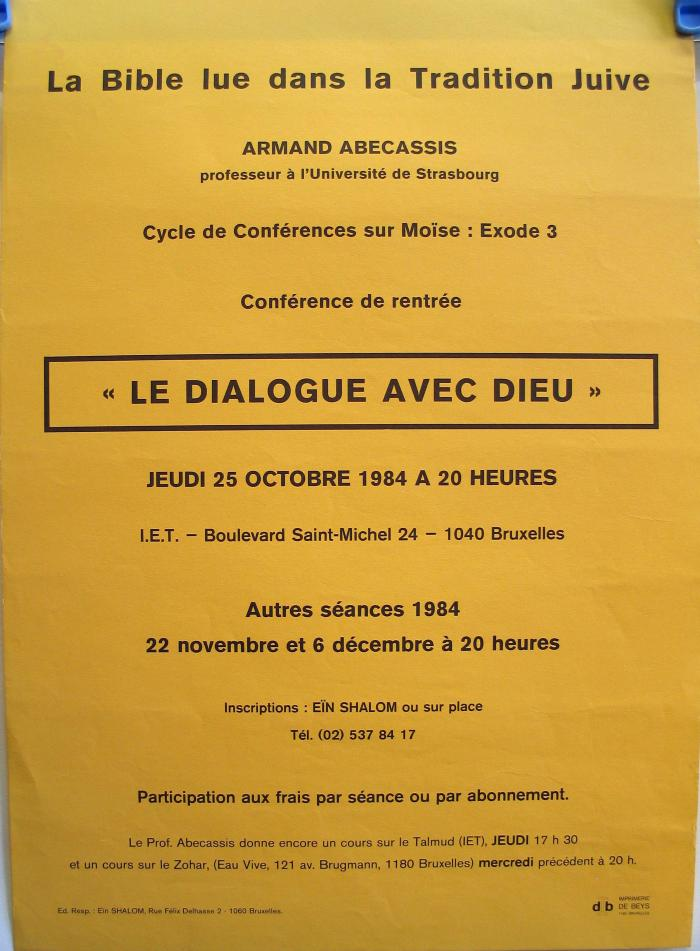 La Bible lue dans la Tradition Juive
ARMAND ABECASSIS
professeur à l'Université de Strasbourg
Cycle de Conférences sur Moïse : Exode 3
Conférence de rentrée
« LE DIALOGUE AVEC DIEU »
JEUDI 25 OCTOBRE 1984 A 20 HEURES
I.E.T. – Boulevard Saint-Michel 24 – 1040 Bruxelles
Autres séances 1984
22 novembre et 6 décembre à 20 heures
Inscriptions : EÏN SHALOM ou sur place
Tél. (02) 537 84 17
Participation aux frais par séance ou par abonnement.
Le Prof. Abecassis donne encore un cours sur le Talmud (IET), JEUDI 17 h 30
et un cours sur le Zohar, (Eau Vive, 121 av. Brugmann, 1180 Bruxelles) mercredi précédent à 20 h.
Ed. Resp. : Eïn SHALOM, Rue Félix Delhasse 2 - 1060 Bruxelles.
db
IMPRIMERIE
DE BEYS
1180 BRUXELLES